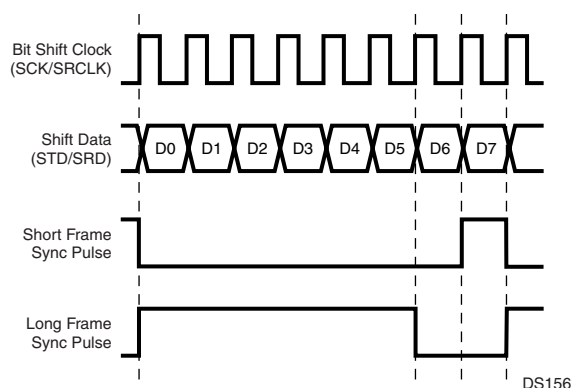 Bit Shift Clock
(SCK/SRCLK)
Shift Data
(STD/SRD)
D0 D1 D2 D3 D4 D5 D6 D7
Short Frame
Sync Pulse
Long Frame
Sync Pulse
DS156